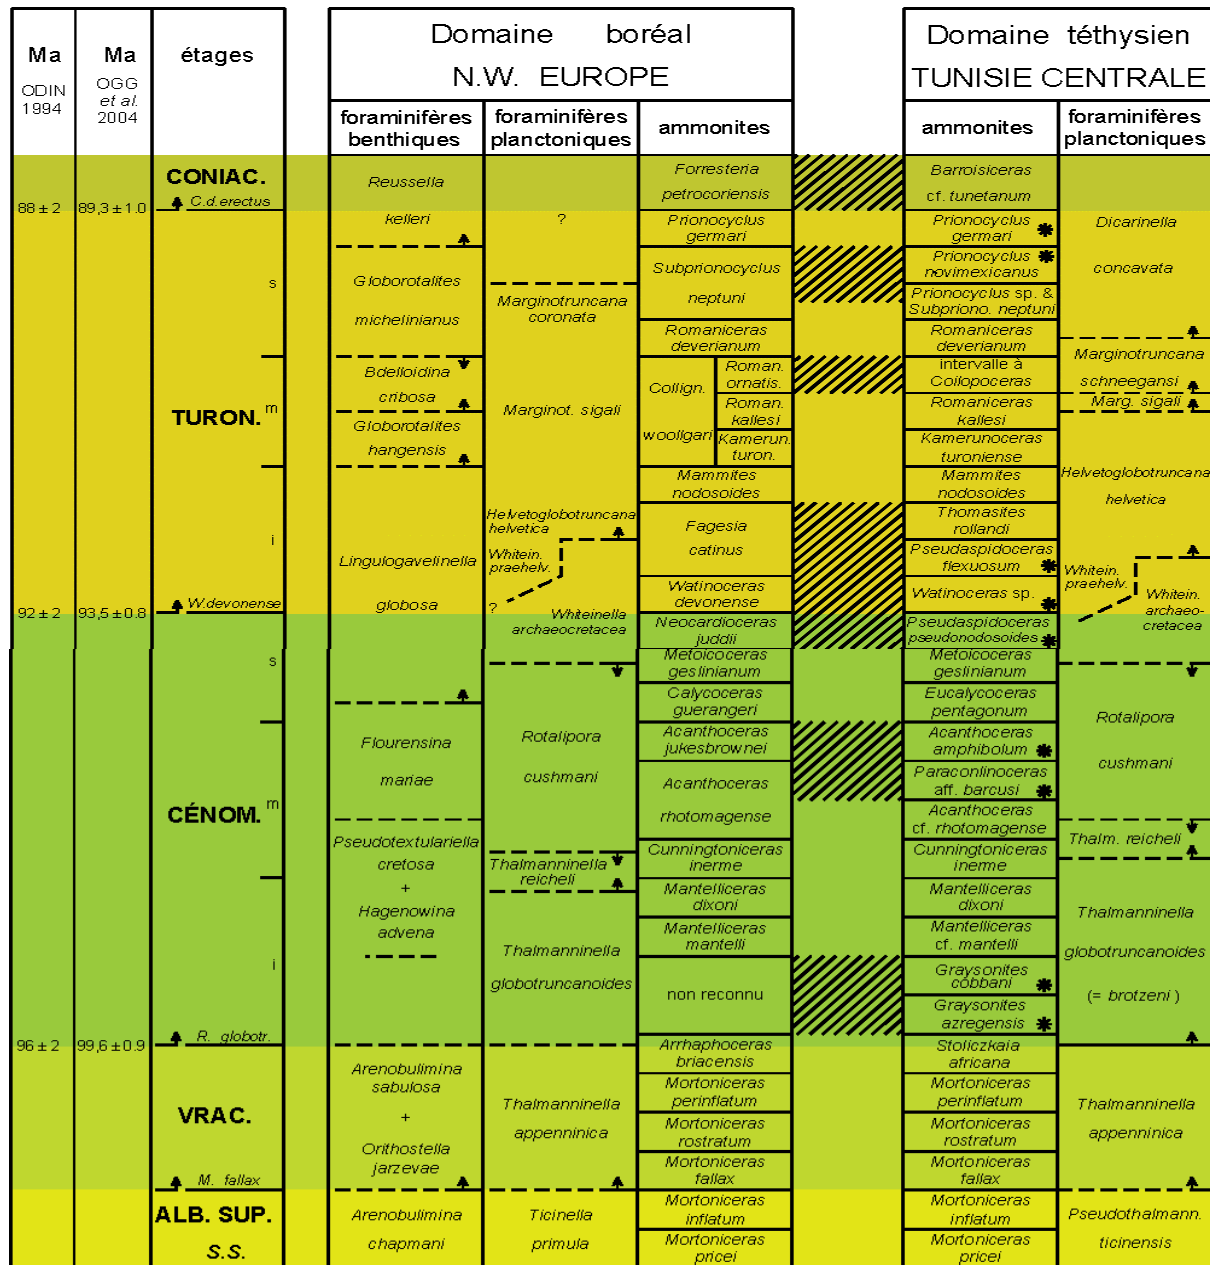 Ma
ODIN
1994
Ma
OGG
et al.
2004
étages
Domaine boréal
N.W. EUROPE
foraminifères
benthiques
foraminifères
planctoniques
ammonites
Domaine téthysien
TUNISIE CENTRALE
ammonites
foraminifères
planctoniques
88 ± 2
92 ± 2
96 ± 2
89,3 ± 1.0
93,5 ± 0.8
99,6 ± 0.9
CONIAC.
C.d.erectus
s
TURON.
m
i
W.devonense
s
CÉNOM.
m
i
R. globotr.
VRAC.
M. fallax
ALB. SUP.
S.S.
Reussella
kelleri
Globorotalites
michelinianus
Bdelloidina
cribosa
Globorotalites
hangensis
Lingulogavelinella
globosa
Flourensina
mariae
Pseudotextulariella
cretosa
+
Hagenowina
advena
Arenobulimina
sabulosa
+
Orithostella
jarzevae
Arenobulimina
chapmani
?
Marginotruncana
coronata
Marginot. sigali
Helvetoglobotruncana
helvetica
Whitein.
praehelv.
?
Whiteinella
archaeocretacea
Rotalipora
cushmani
Thalmanninella
reicheli
Thalmanninella
globotruncanoides
Thalmanninella
appenninica
Ticinella
primula
Forresteria
petrocoriensis
Prionocyclus
germari
Subprionocyclus
neptuni
Romaniceras
deverianum
Collign.
woollgari
Roman.
ornatis.
Roman.
kallesi
Kamerun.
turon.
Mammites
nodosoides
Fagesia
catinus
Watinoceras
devonense
Neocardioceras
juddii
Metoicoceras
geslinianum
Calycoceras
guerangeri
Acanthoceras
jukesbrownei
Acanthoceras
rhotomagense
Cunningtoniceras
inerme
Mantelliceras
dixoni
Mantelliceras
mantelli
non reconnu
Arrhaphoceras
briacensis
Mortoniceras
perinflatum
Mortoniceras
rostratum
Mortoniceras
fallax
Mortoniceras
inflatum
Mortoniceras
pricei
Barroisiceras
cf. tunetanum
Prionocyclus
germari
Prionocyclus
novimexicanus
Prionocyclus sp. &
Subpriono. neptuni
Romaniceras
deverianum
intervalle à
Coilopoceras
Romaniceras
kallesi
Kamerunoceras
turoniense
Mammites
nodosoides
Thomasites
rollandi
Pseudaspidoceras
flexuosum
Watinoceras sp.
Pseudaspidoceras
pseudonodosoides
Metoicoceras
geslinianum
Eucalycoceras
pentagonum
Acanthoceras
amphibolum
Paraconlinoceras
aff. barcusi
Acanthoceras
cf. rhotomagense
Cunningtoniceras
inerme
Mantelliceras
dixoni
Mantelliceras
cf. mantelli
Graysonites
cobbani
Graysonites
azregensis
Stoliczkaia
africana
Mortoniceras
perinflatum
Mortoniceras
rostratum
Mortoniceras
fallax
Mortoniceras
inflatum
Mortoniceras
pricei
Dicarinella
concavata
Marginotruncana
schneegansi
Marg. sigali
Helvetoglobotruncana
helvetica
Whitein.
praehelv.
Whitein.
archaeo-
cretacea
Rotalipora
cushmani
Thalm. reicheli
Thalmanninella
globotruncanoides
(= brotzeni )
Thalmanninella
appenninica
Pseudothalmann.
ticinensis